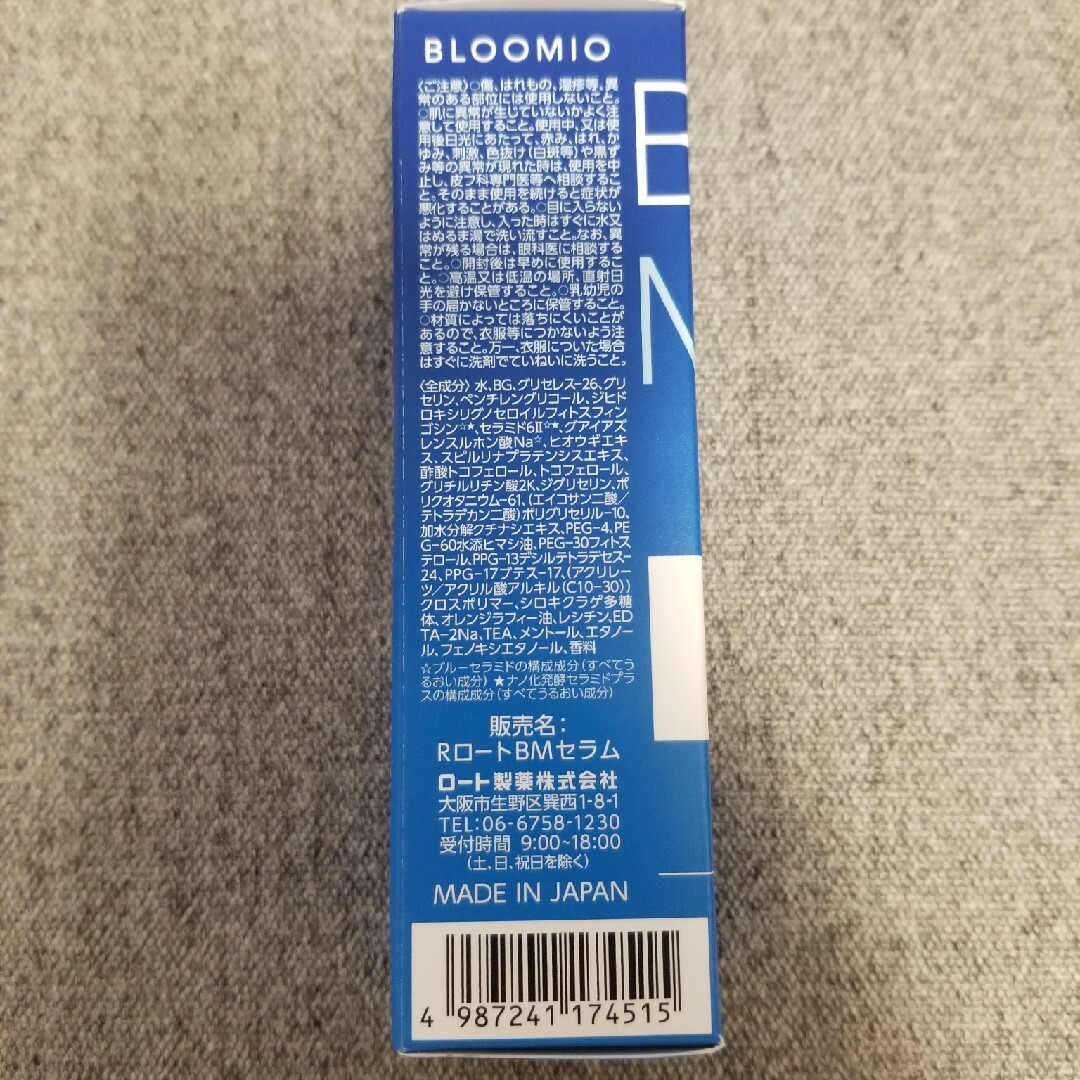 BLOOMIO
〈ご注意〉○傷、はれもの、湿疹等、異
常のある部位には使用しないこと。
○肌に異常が生じていないかよく注
意して使用すること。使用中、又は使
用後日光にあたって、赤み、はれ、か
ゆみ、刺激、色抜け(白斑等)や黒ず
み等の異常が現れた時は、使用を中
止し、皮フ科専門医等へ相談するこ
と。そのまま使用を続けると症状が
悪化することがある。○目に入らない
ように注意し、入った時はすぐに水又
はぬるま湯で洗い流すこと。なお、異
常が残る場合は、眼科医に相談する
こと。○開封後は早めに使用するこ
と。○高温又は低温の場所、直射日
光を避け保管すること。○乳幼児の
手の届かないところに保管すること。
○材質によっては落ちにくいことが
あるので、衣服等につかないよう注
意すること。万一、衣服についた場合
はすぐに洗剤でていねいに洗うこと。
〈全成分〉水、BG、グリセレス-26、グリ
セリン、ペンチレングリコール、ジヒド
ロキシリグノセロイルフィトスフィン
ゴシン☆★、セラミド6Ⅱ☆★、グアイアズ
レンスルホン酸Na☆、ヒオウギエキ
ス、スピルリナプラテンシスエキス、
酢酸トコフェロール、トコフェロール、
グリチルリチン酸2K、ジグリセリン、ポ
リクオタニウム-61、(エイコサン二酸/
テトラデカン二酸)ポリグリセリル-10、
加水分解クチナシエキス、PEG-4、PE
G-60水添ヒマシ油、PEG-30フィトス
テロール、PPG-13デシルテトラデセス-
24、PPG-17ブテス-17、(アクリレー
ツ/アクリル酸アルキル(C10-30))
クロスポリマー、シロキクラゲ多糖
体、オレンジラフィー油、レシチン、ED
TA-2Na、TEA、メントール、エタノー
ル、フェノキシエタノール、香料
☆ブルーセラミドの構成成分(すべてう
るおい成分) ★ナノ化発酵セラミドプラ
スの構成成分(すべてうるおい成分)
販売名:
RロートBMセラム
ロート製薬株式会社
大阪市生野区巽西1-8-1
TEL:06-6758-1230
受付時間 9:00~18:00
(土、日、祝日を除く)
MADE IN JAPAN
4 987241 174515
B